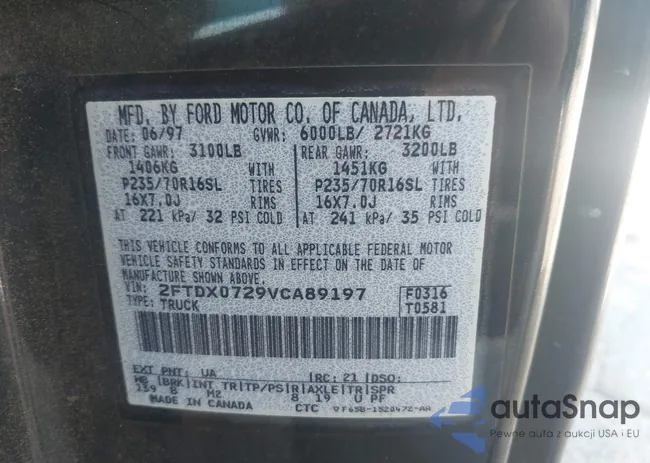 MFD. BY FORD MOTOR CO. OF CANADA, LTD.
DATE: 06/97 GVWR: 6000LB/ 2721KG
FRONT GAWR: 3100LB REAR GAWR: 3200LB
1406KG WITH 1451KG WITH
P235/70R16SL TIRES P235/70R16SL TIRES
16X7.0J RIMS 16X7.0J RIMS
AT 221 kPa/ 32 PSI COLD AT 241 kPa/ 35 PSI COLD
THIS VEHICLE CONFORMS TO ALL APPLICABLE FEDERAL MOTOR
VEHICLE SAFETY STANDARDS IN EFFECT ON THE DATE OF
MANUFACTURE SHOWN ABOVE.
VIN: 2FTDX0729VCA89197 F0316
TYPE: TRUCK T0581
EXT PNT: UA RC: 21 DSO:
WB BRK INT TR TP/PS R AXLE TR SPR
139 B M2 8 19 U PF
MADE IN CANADA CTC
autaSnap
Pewne auta z aukcji USA i EU